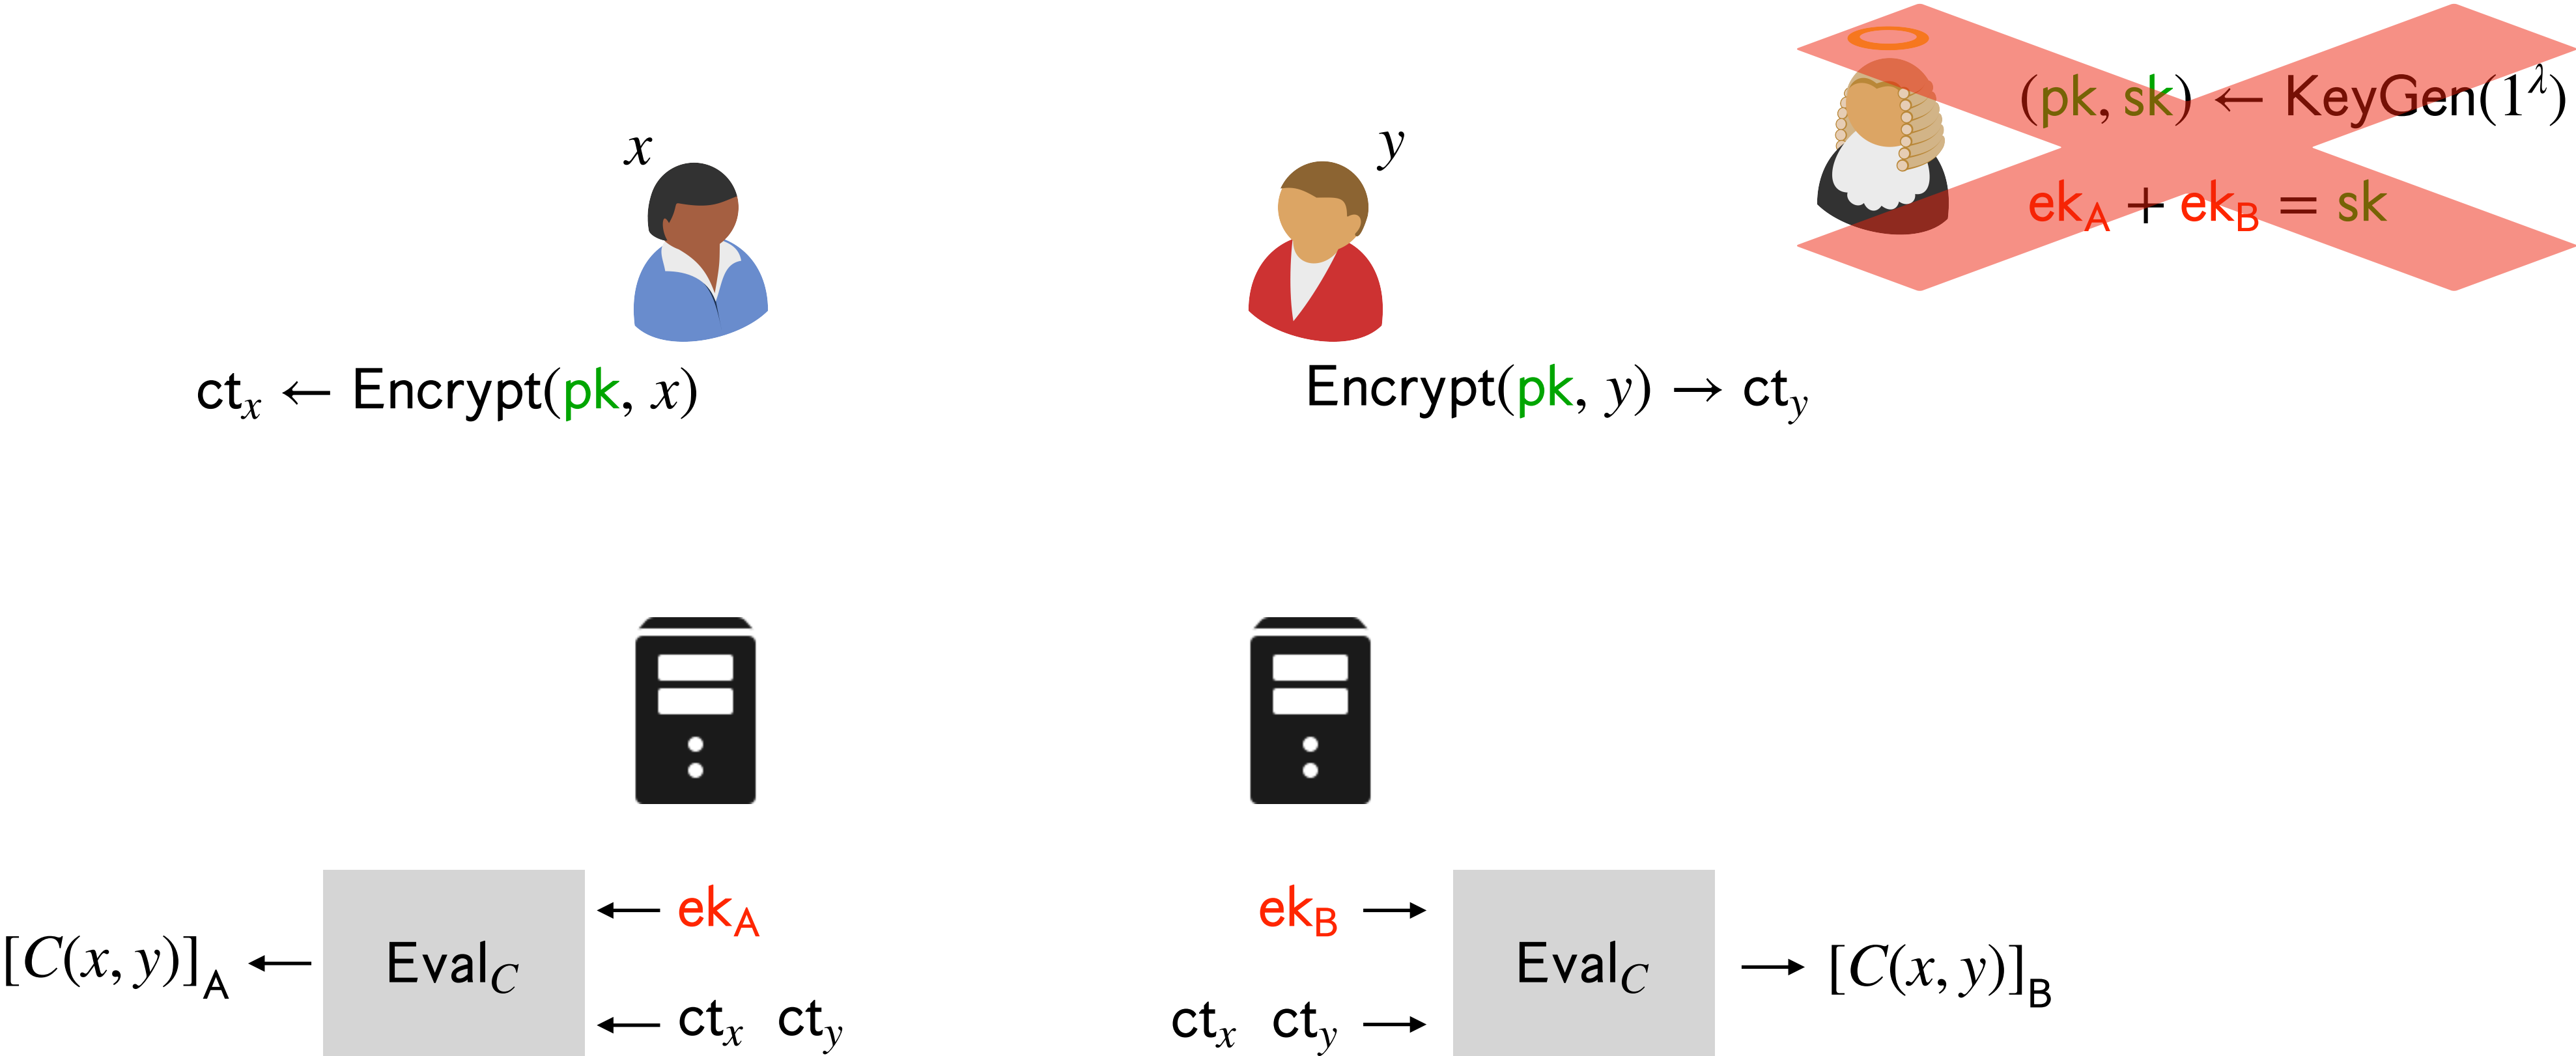 x
y
(pk, sk) ← KeyGen(1^λ)
ek_A + ek_B = sk
ct_x ← Encrypt(pk, x)
Encrypt(pk, y) → ct_y
[C(x, y)]_A ← Eval_C ← ek_A
← ct_x ct_y
ek_B → Eval_C → [C(x, y)]_B
ct_x ct_y →